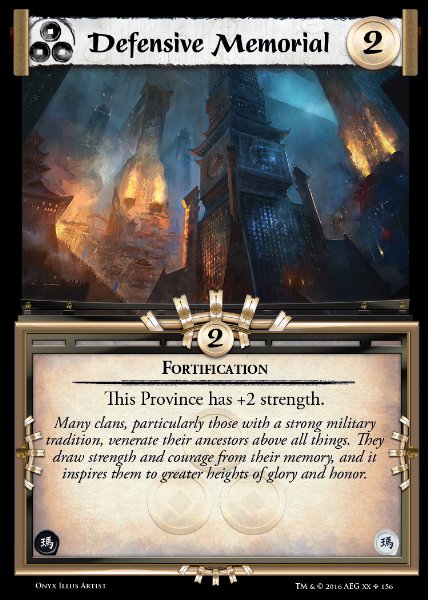 Defensive Memorial 2
2
Fortification
This Province has +2 strength.
Many clans, particularly those with a strong military
tradition, venerate their ancestors above all things. They
draw strength and courage from their memory, and it
inspires them to greater heights of glory and honor.
瑪 瑪
Onyx Illus Artist TM & © 2016 AEG xx ❖ 156